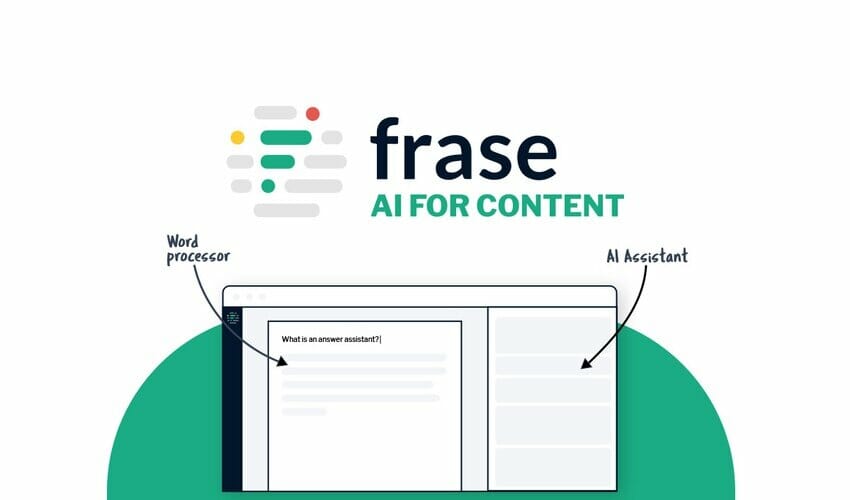 frase
AI FOR CONTENT
Word
processor
AI Assistant
What is an answer assistant?